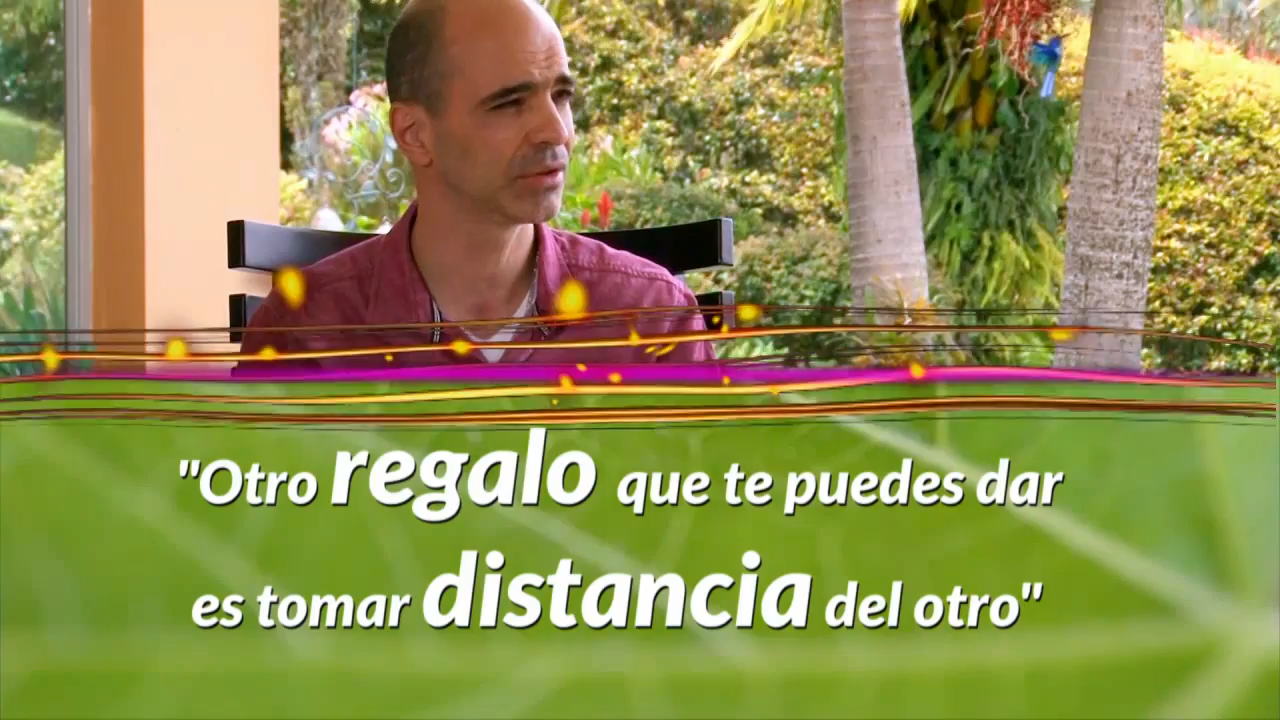 "Otro regalo que te puedes dar
es tomar distancia del otro"